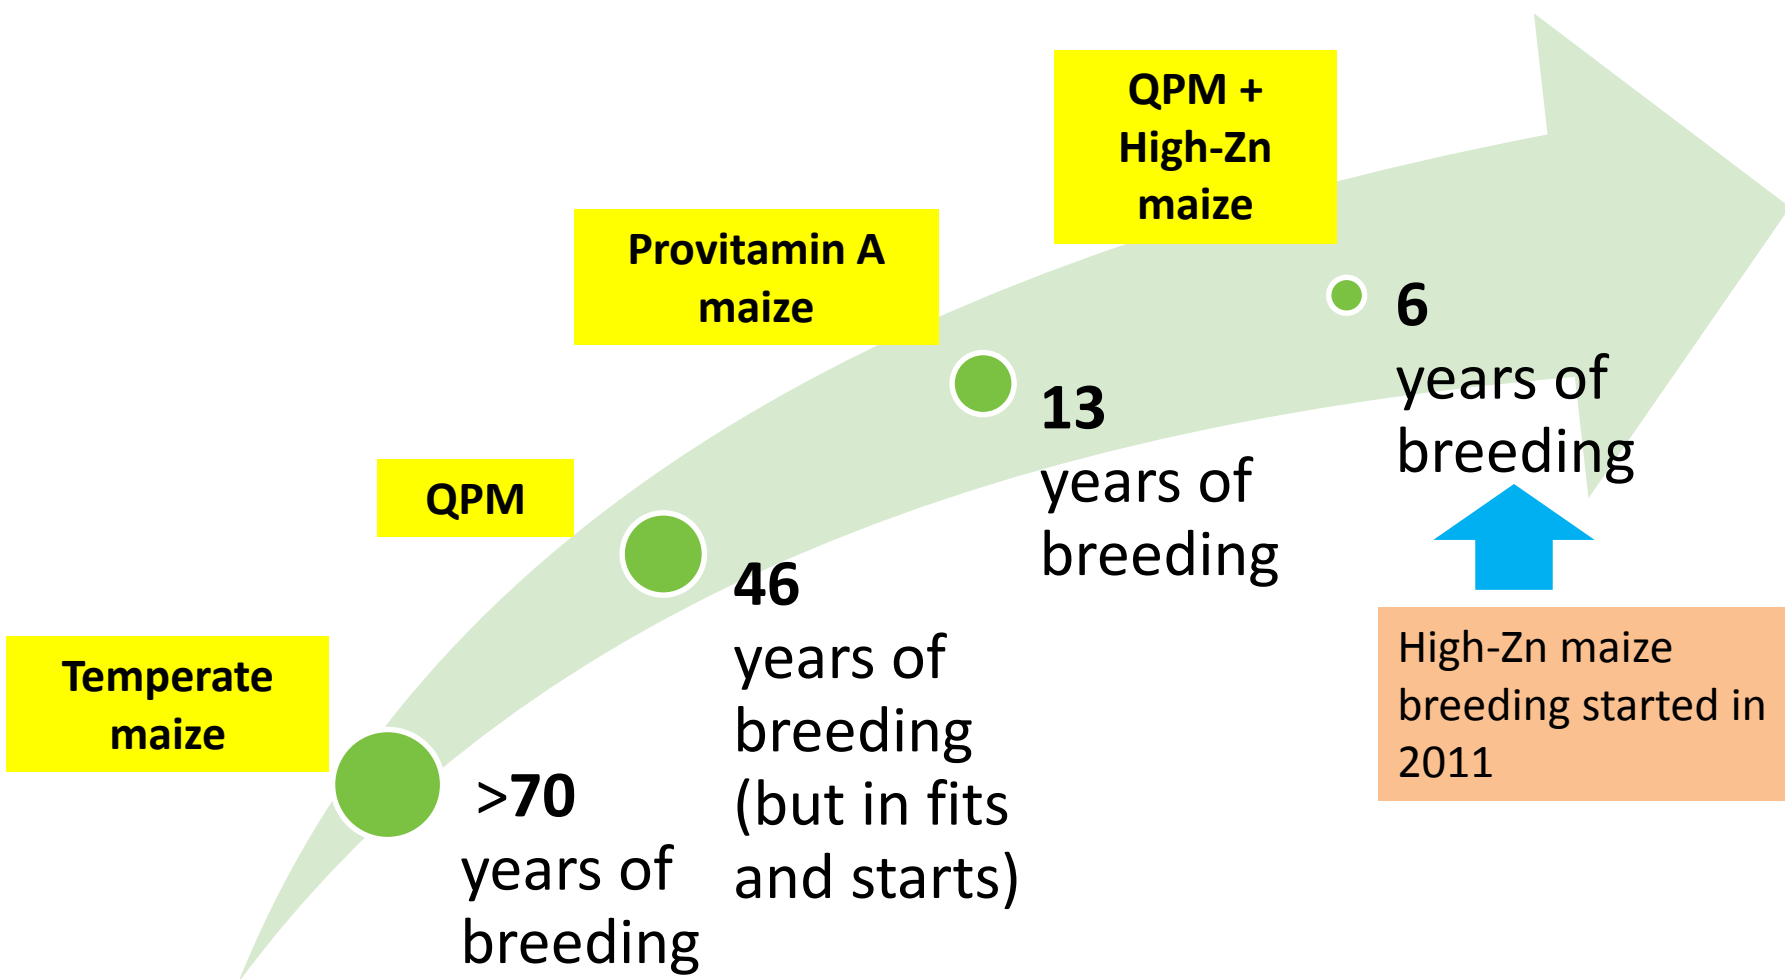 Temperate
maize
>70
years of
breeding
QPM
46
years of
breeding
(but in fits
and starts)
Provitamin A
maize
13
years of
breeding
QPM +
High-Zn
maize
6
years of
breeding
High-Zn maize
breeding started in
2011